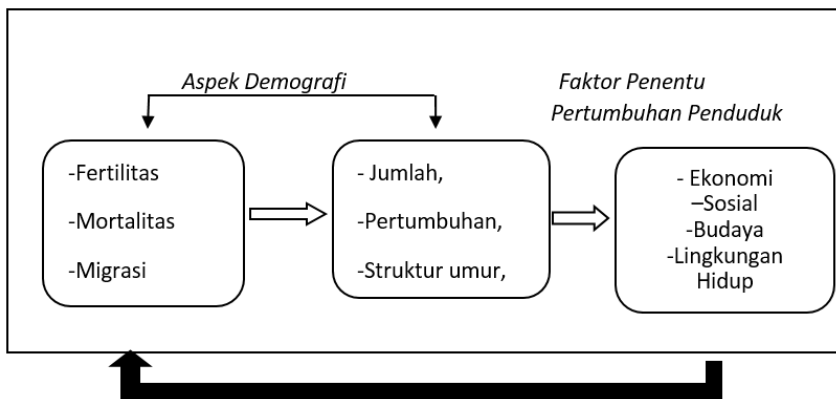 Aspek Demografi
Faktor Penentu
Pertumbuhan Penduduk
-Fertilitas
-Mortalitas
-Migrasi
- Jumlah,
-Pertumbuhan,
-Struktur umur,
- Ekonomi
–Sosial
-Budaya
-Lingkungan
Hidup